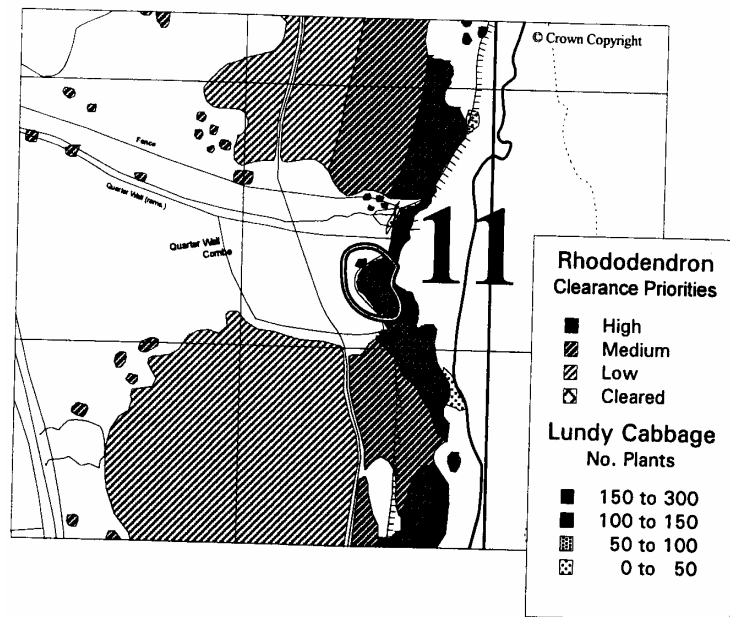 © Crown Copyright
Fence
Quarter Wall (rems.)
Quarter Wall
Combe
11
Rhododendron
Clearance Priorities
High
Medium
Low
Cleared
Lundy Cabbage
No. Plants
150 to 300
100 to 150
50 to 100
0 to 50